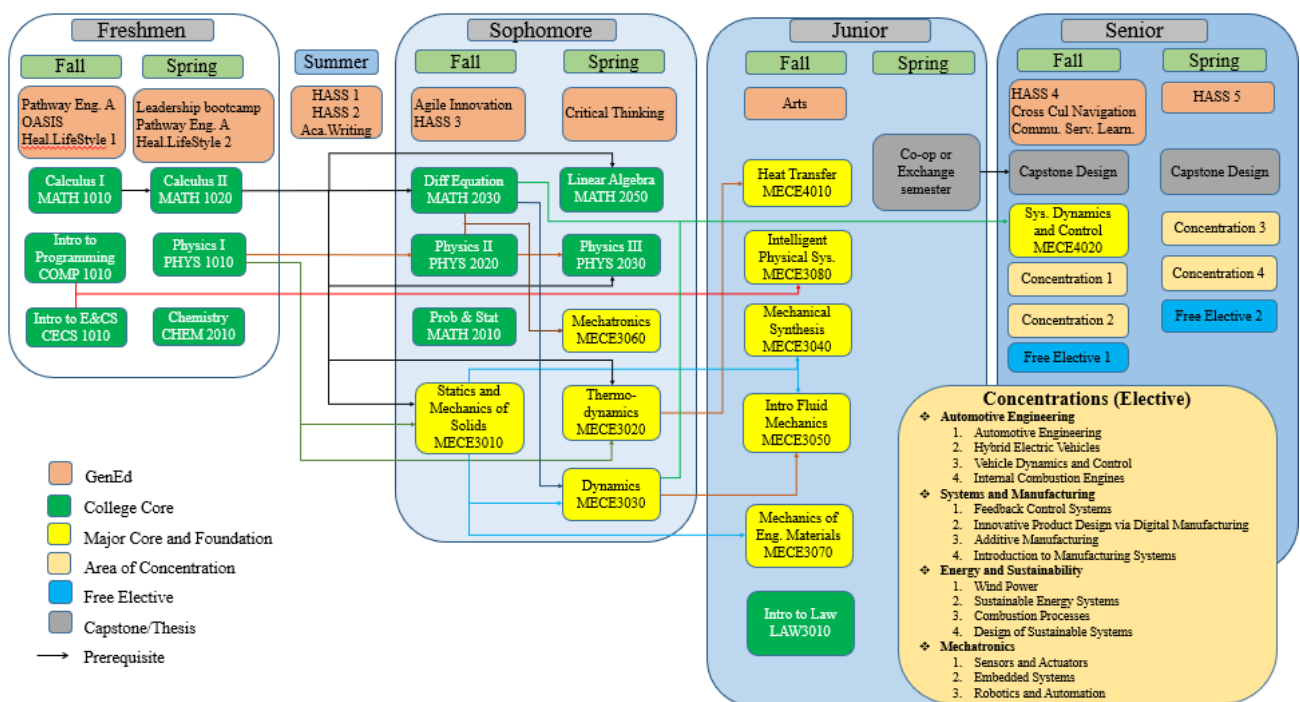 Freshmen
Fall
Spring
Pathway Eng. A
OASIS
Heal.LifeStyle 1
Leadership bootcamp
Pathway Eng. A
Heal.LifeStyle 2
Calculus I
MATH 1010
Calculus II
MATH 1020
Intro to
Programming
COMP 1010
Physics I
PHYS 1010
Intro to E&CS
CECS 1010
Chemistry
CHEM 2010
Summer
HASS 1
HASS 2
Aca.Writing
Sophomore
Fall
Spring
Agile Innovation
HASS 3
Critical Thinking
Diff Equation
MATH 2030
Linear Algebra
MATH 2050
Physics II
PHYS 2020
Physics III
PHYS 2030
Prob & Stat
MATH 2010
Mechatronics
MECE3060
Statics and
Mechanics of
Solids
MECE3010
Thermo-
dynamics
MECE3020
Dynamics
MECE3030
Junior
Fall
Spring
Arts
Heat Transfer
MECE4010
Co-op or
Exchange
semester
Intelligent
Physical Sys.
MECE3080
Mechanical
Synthesis
MECE3040
Intro Fluid
Mechanics
MECE3050
Mechanics of
Eng. Materials
MECE3070
Intro to Law
LAW3010
Senior
Fall
Spring
HASS 4
Cross Cul Navigation
Commu. Serv. Learn.
HASS 5
Capstone Design
Capstone Design
Sys. Dynamics
and Control
MECE4020
Concentration 3
Concentration 1
Concentration 4
Concentration 2
Free Elective 2
Free Elective 1
Concentrations (Elective)
❖ Automotive Engineering
1. Automotive Engineering
2. Hybrid Electric Vehicles
3. Vehicle Dynamics and Control
4. Internal Combustion Engines
❖ Systems and Manufacturing
1. Feedback Control Systems
2. Innovative Product Design via Digital Manufacturing
3. Additive Manufacturing
4. Introduction to Manufacturing Systems
❖ Energy and Sustainability
1. Wind Power
2. Sustainable Energy Systems
3. Combustion Processes
4. Design of Sustainable Systems
❖ Mechatronics
1. Sensors and Actuators
2. Embedded Systems
3. Robotics and Automation
GenEd
College Core
Major Core and Foundation
Area of Concentration
Free Elective
Capstone/Thesis
Prerequisite